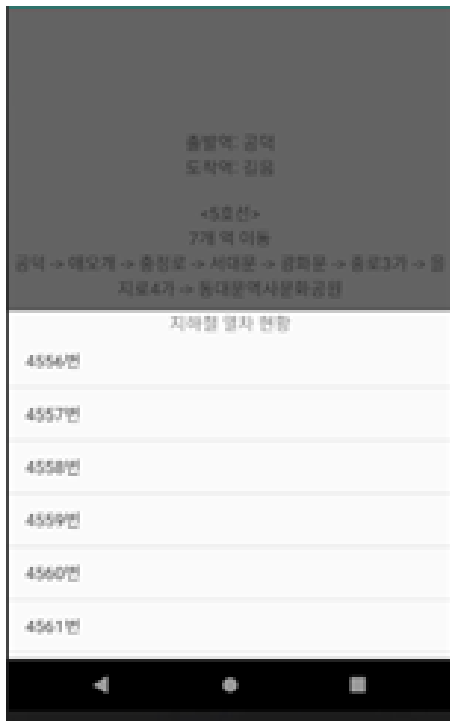 출발역: 공덕
도착역: 길음
<5호선>
7개 역 이동
공덕 -> 애오개 -> 충정로 -> 서대문 -> 광화문 -> 종로3가 -> 을
지로4가 -> 동대문역사문화공원
지하철 열차 현황
4556번
4557번
4558번
4559번
4560번
4561번